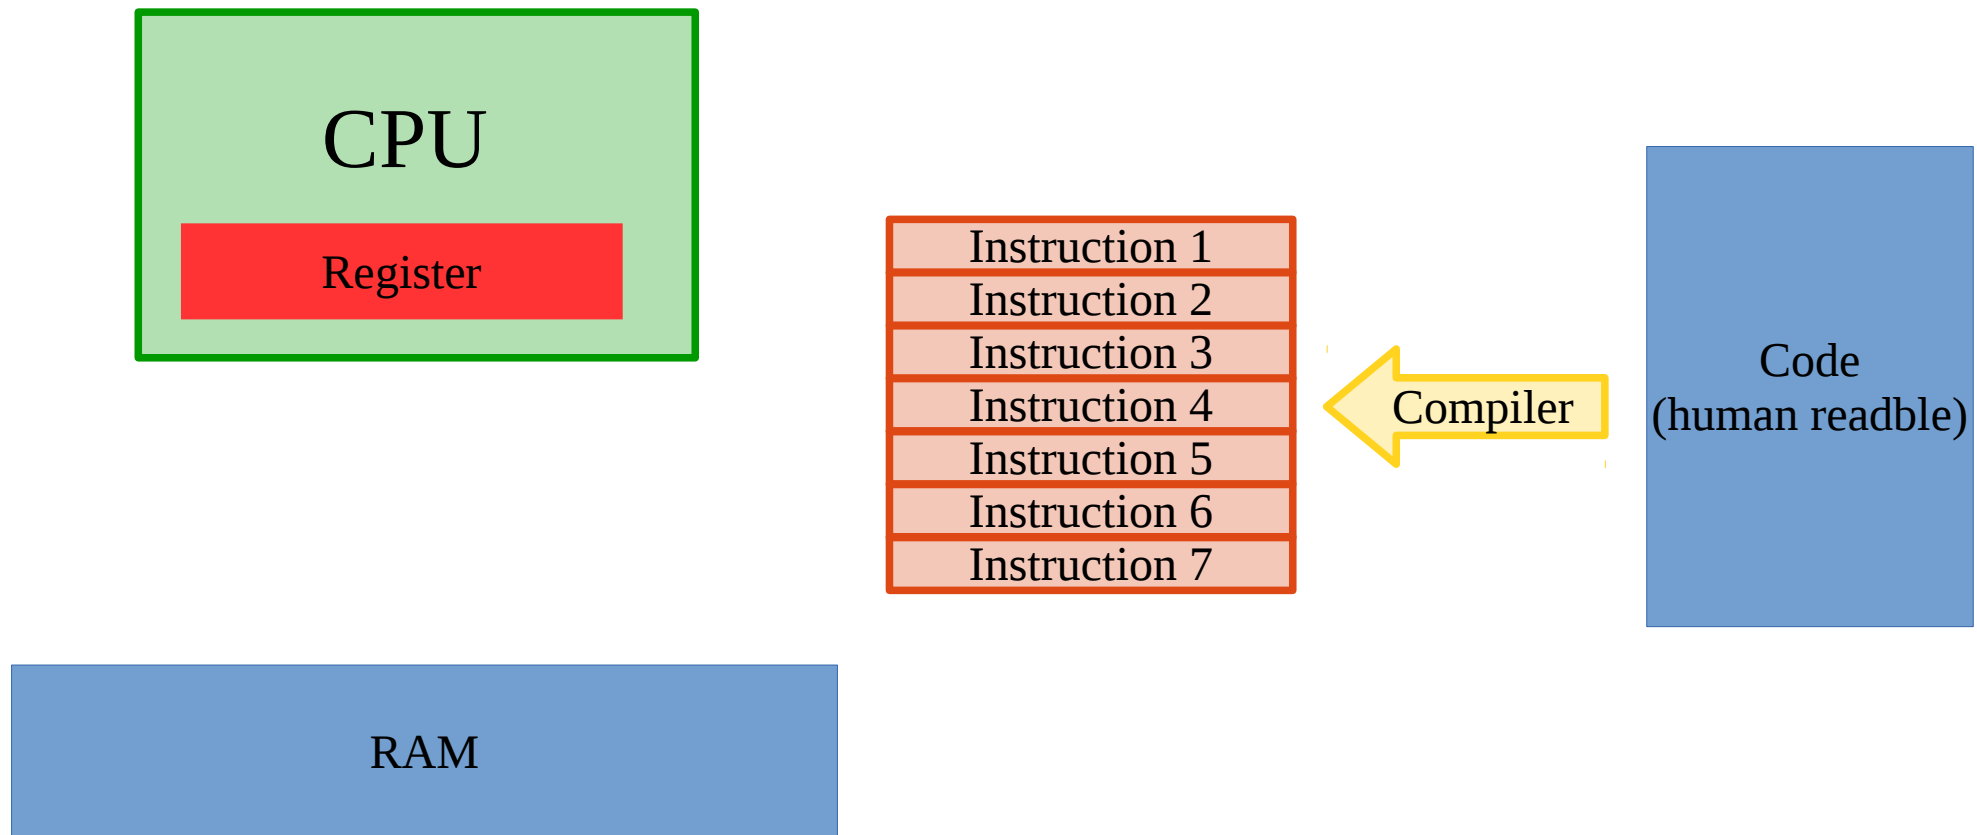 CPU
Register
Instruction 1
Instruction 2
Instruction 3
Instruction 4
Instruction 5
Instruction 6
Instruction 7
Compiler
Code
(human readble)
RAM